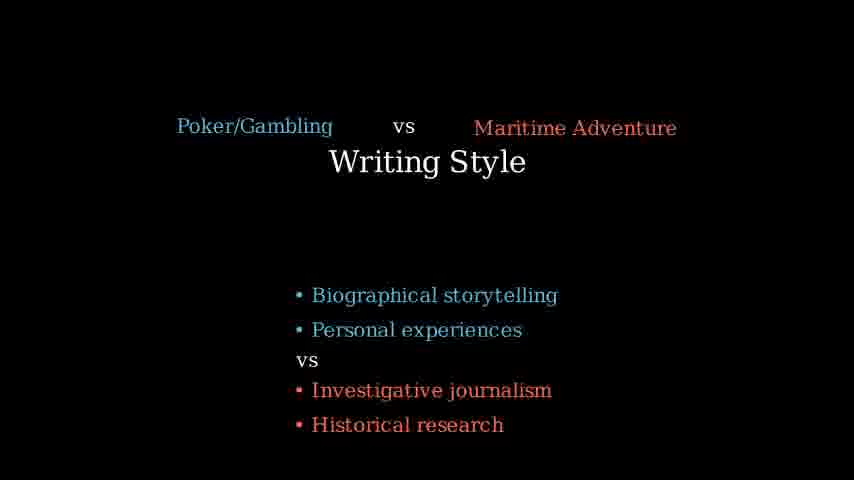 Poker/Gambling vs Maritime Adventure
Writing Style
• Biographical storytelling
• Personal experiences
vs
• Investigative journalism
• Historical research